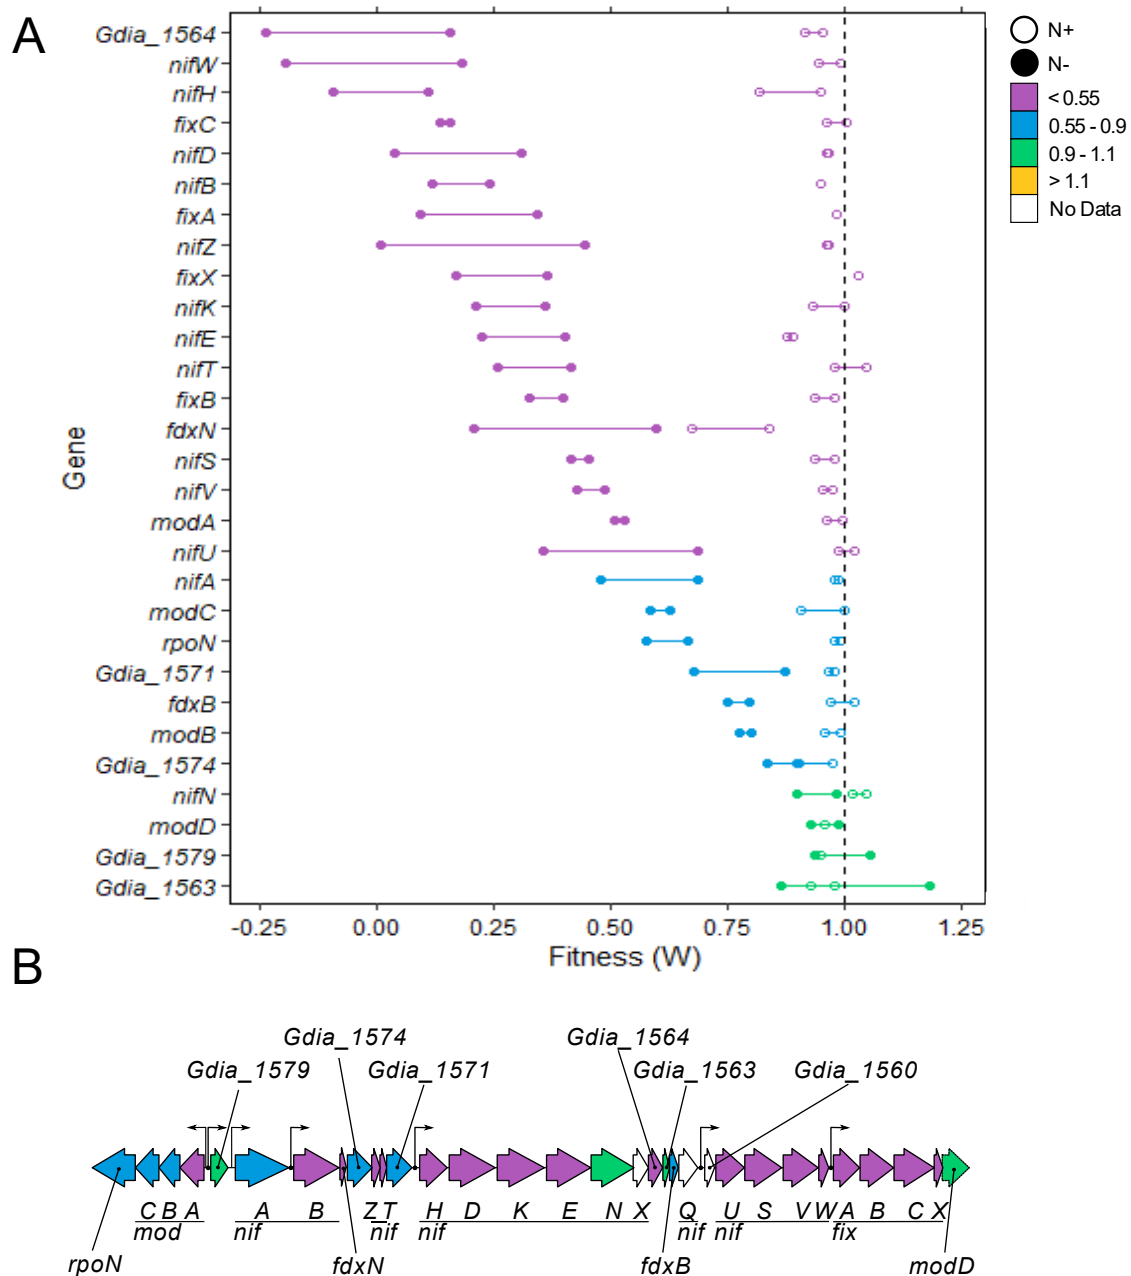 A
Gene
Gdia_1564
nifW
nifH
fixC
nifD
nifB
fixA
nifZ
fixX
nifK
nifE
nifT
fixB
fdxN
nifS
nifV
modA
nifU
nifA
modC
rpoN
Gdia_1571
fdxB
modB
Gdia_1574
nifN
modD
Gdia_1579
Gdia_1563
-0.25 0.00 0.25 0.50 0.75 1.00 1.25
Fitness (W)
N+
N-
< 0.55
0.55 - 0.9
0.9 - 1.1
> 1.1
No Data
B
Gdia_1574 Gdia_1564
Gdia_1579 Gdia_1571 Gdia_1563 Gdia_1560
C B A A B Z T H D K E N X Q U S V W A B C X
mod nif nif nif nif nif fix
rpoN fdxN fdxB modD